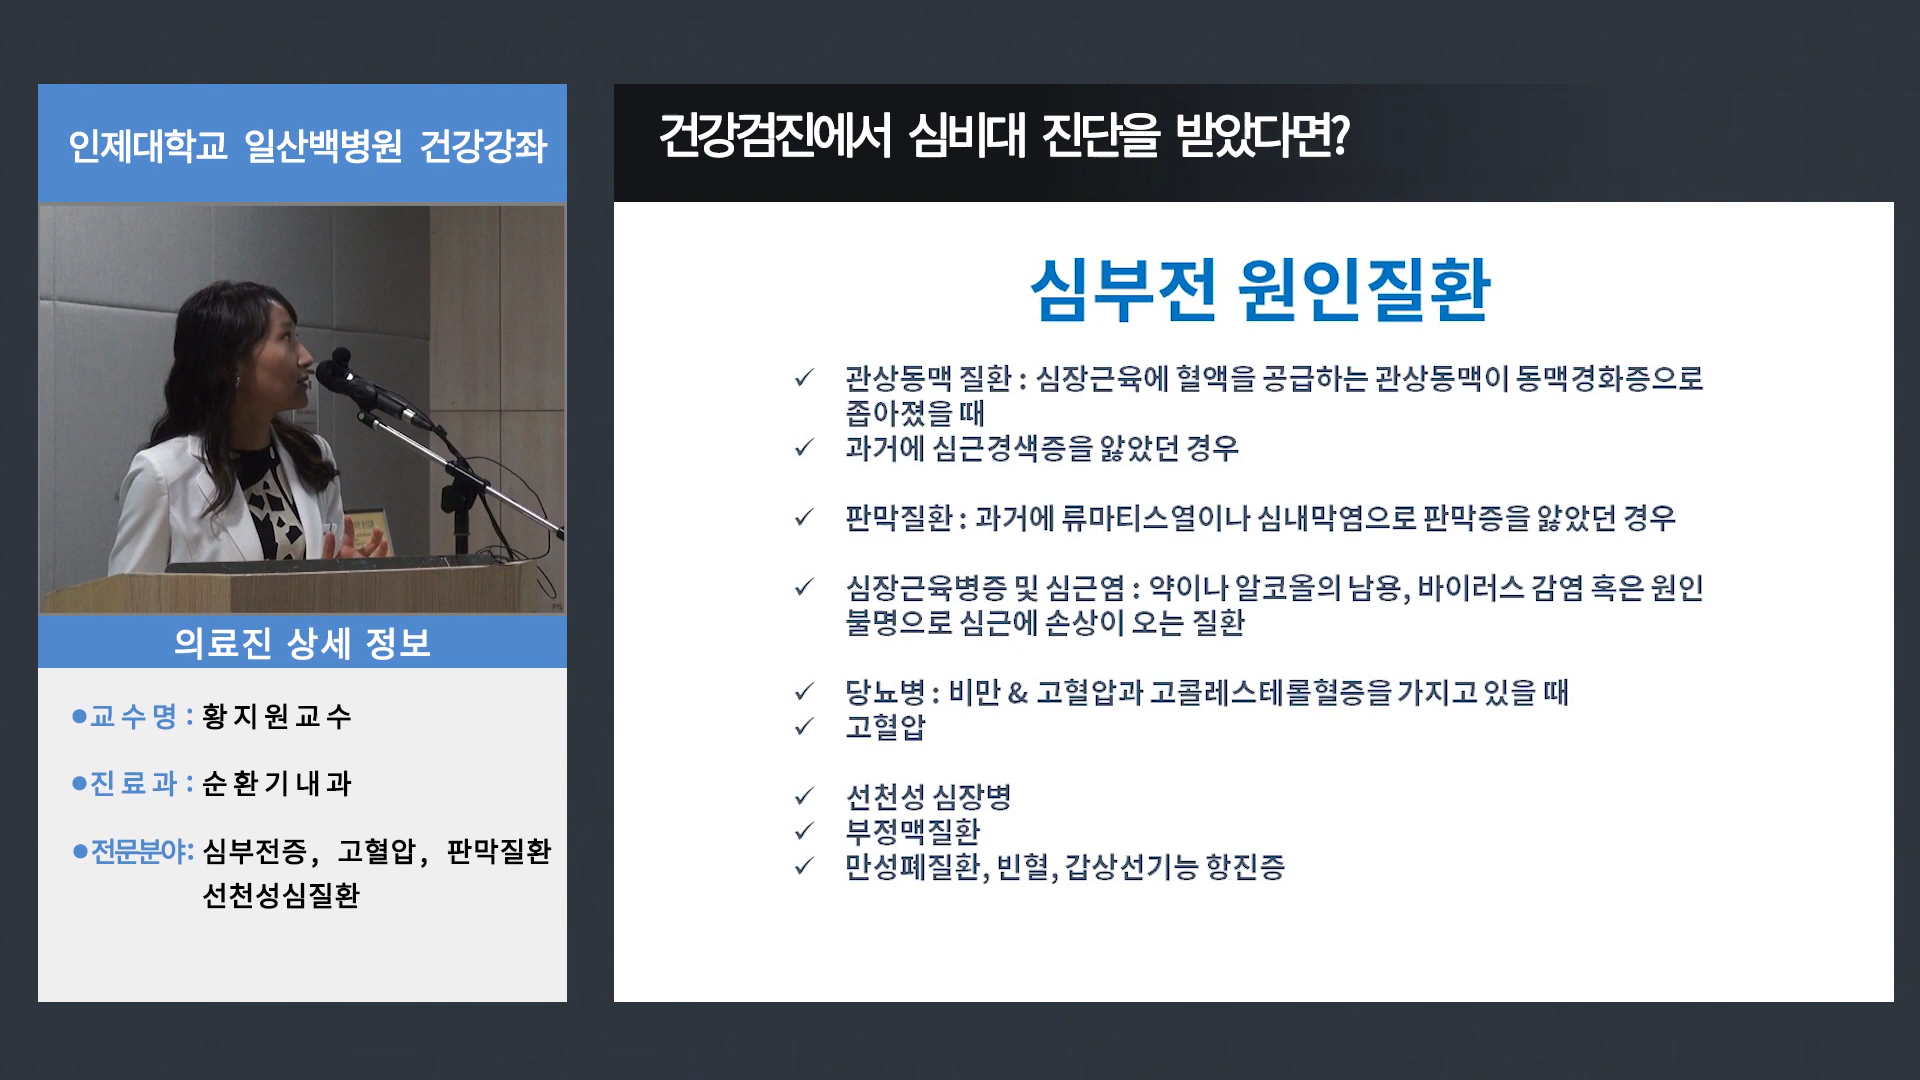 인제대학교 일산백병원 건강강좌
의료진 상세 정보
●교수명 : 황지원교수
●진료과 : 순환기내과
●전문분야: 심부전증, 고혈압, 판막질환
선천성심질환
건강검진에서 심비대 진단을 받았다면?
심부전 원인질환
✓ 관상동맥 질환 : 심장근육에 혈액을 공급하는 관상동맥이 동맥경화증으로
좁아졌을 때
✓ 과거에 심근경색증을 앓았던 경우
✓ 판막질환 : 과거에 류마티스열이나 심내막염으로 판막증을 앓았던 경우
✓ 심장근육병증 및 심근염 : 약이나 알코올의 남용, 바이러스 감염 혹은 원인
불명으로 심근에 손상이 오는 질환
✓ 당뇨병 : 비만 & 고혈압과 고콜레스테롤혈증을 가지고 있을 때
✓ 고혈압
✓ 선천성 심장병
✓ 부정맥질환
✓ 만성폐질환, 빈혈, 갑상선기능 항진증